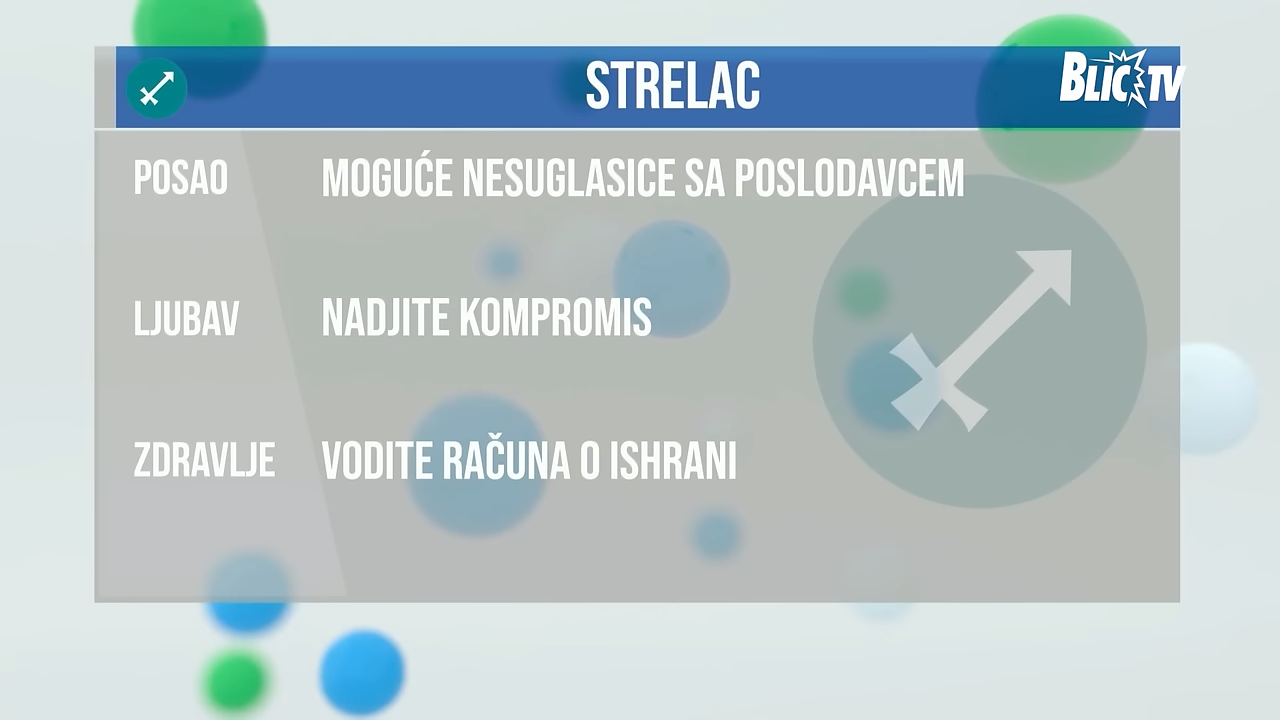 STRELAC
BLIC TV
POSAO MOGUĆE NESUGLASICE SA POSLODAVCEM
LJUBAV NADJITE KOMPROMIS
ZDRAVLJE VODITE RAČUNA O ISHRANI